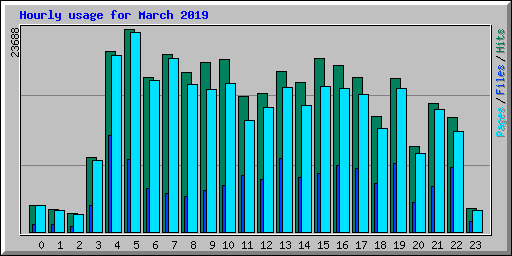 Hourly usage for March 2019
23688
Pages/Files/Hits
0 1 2 3 4 5 6 7 8 9 10 11 12 13 14 15 16 17 18 19 20 21 22 23